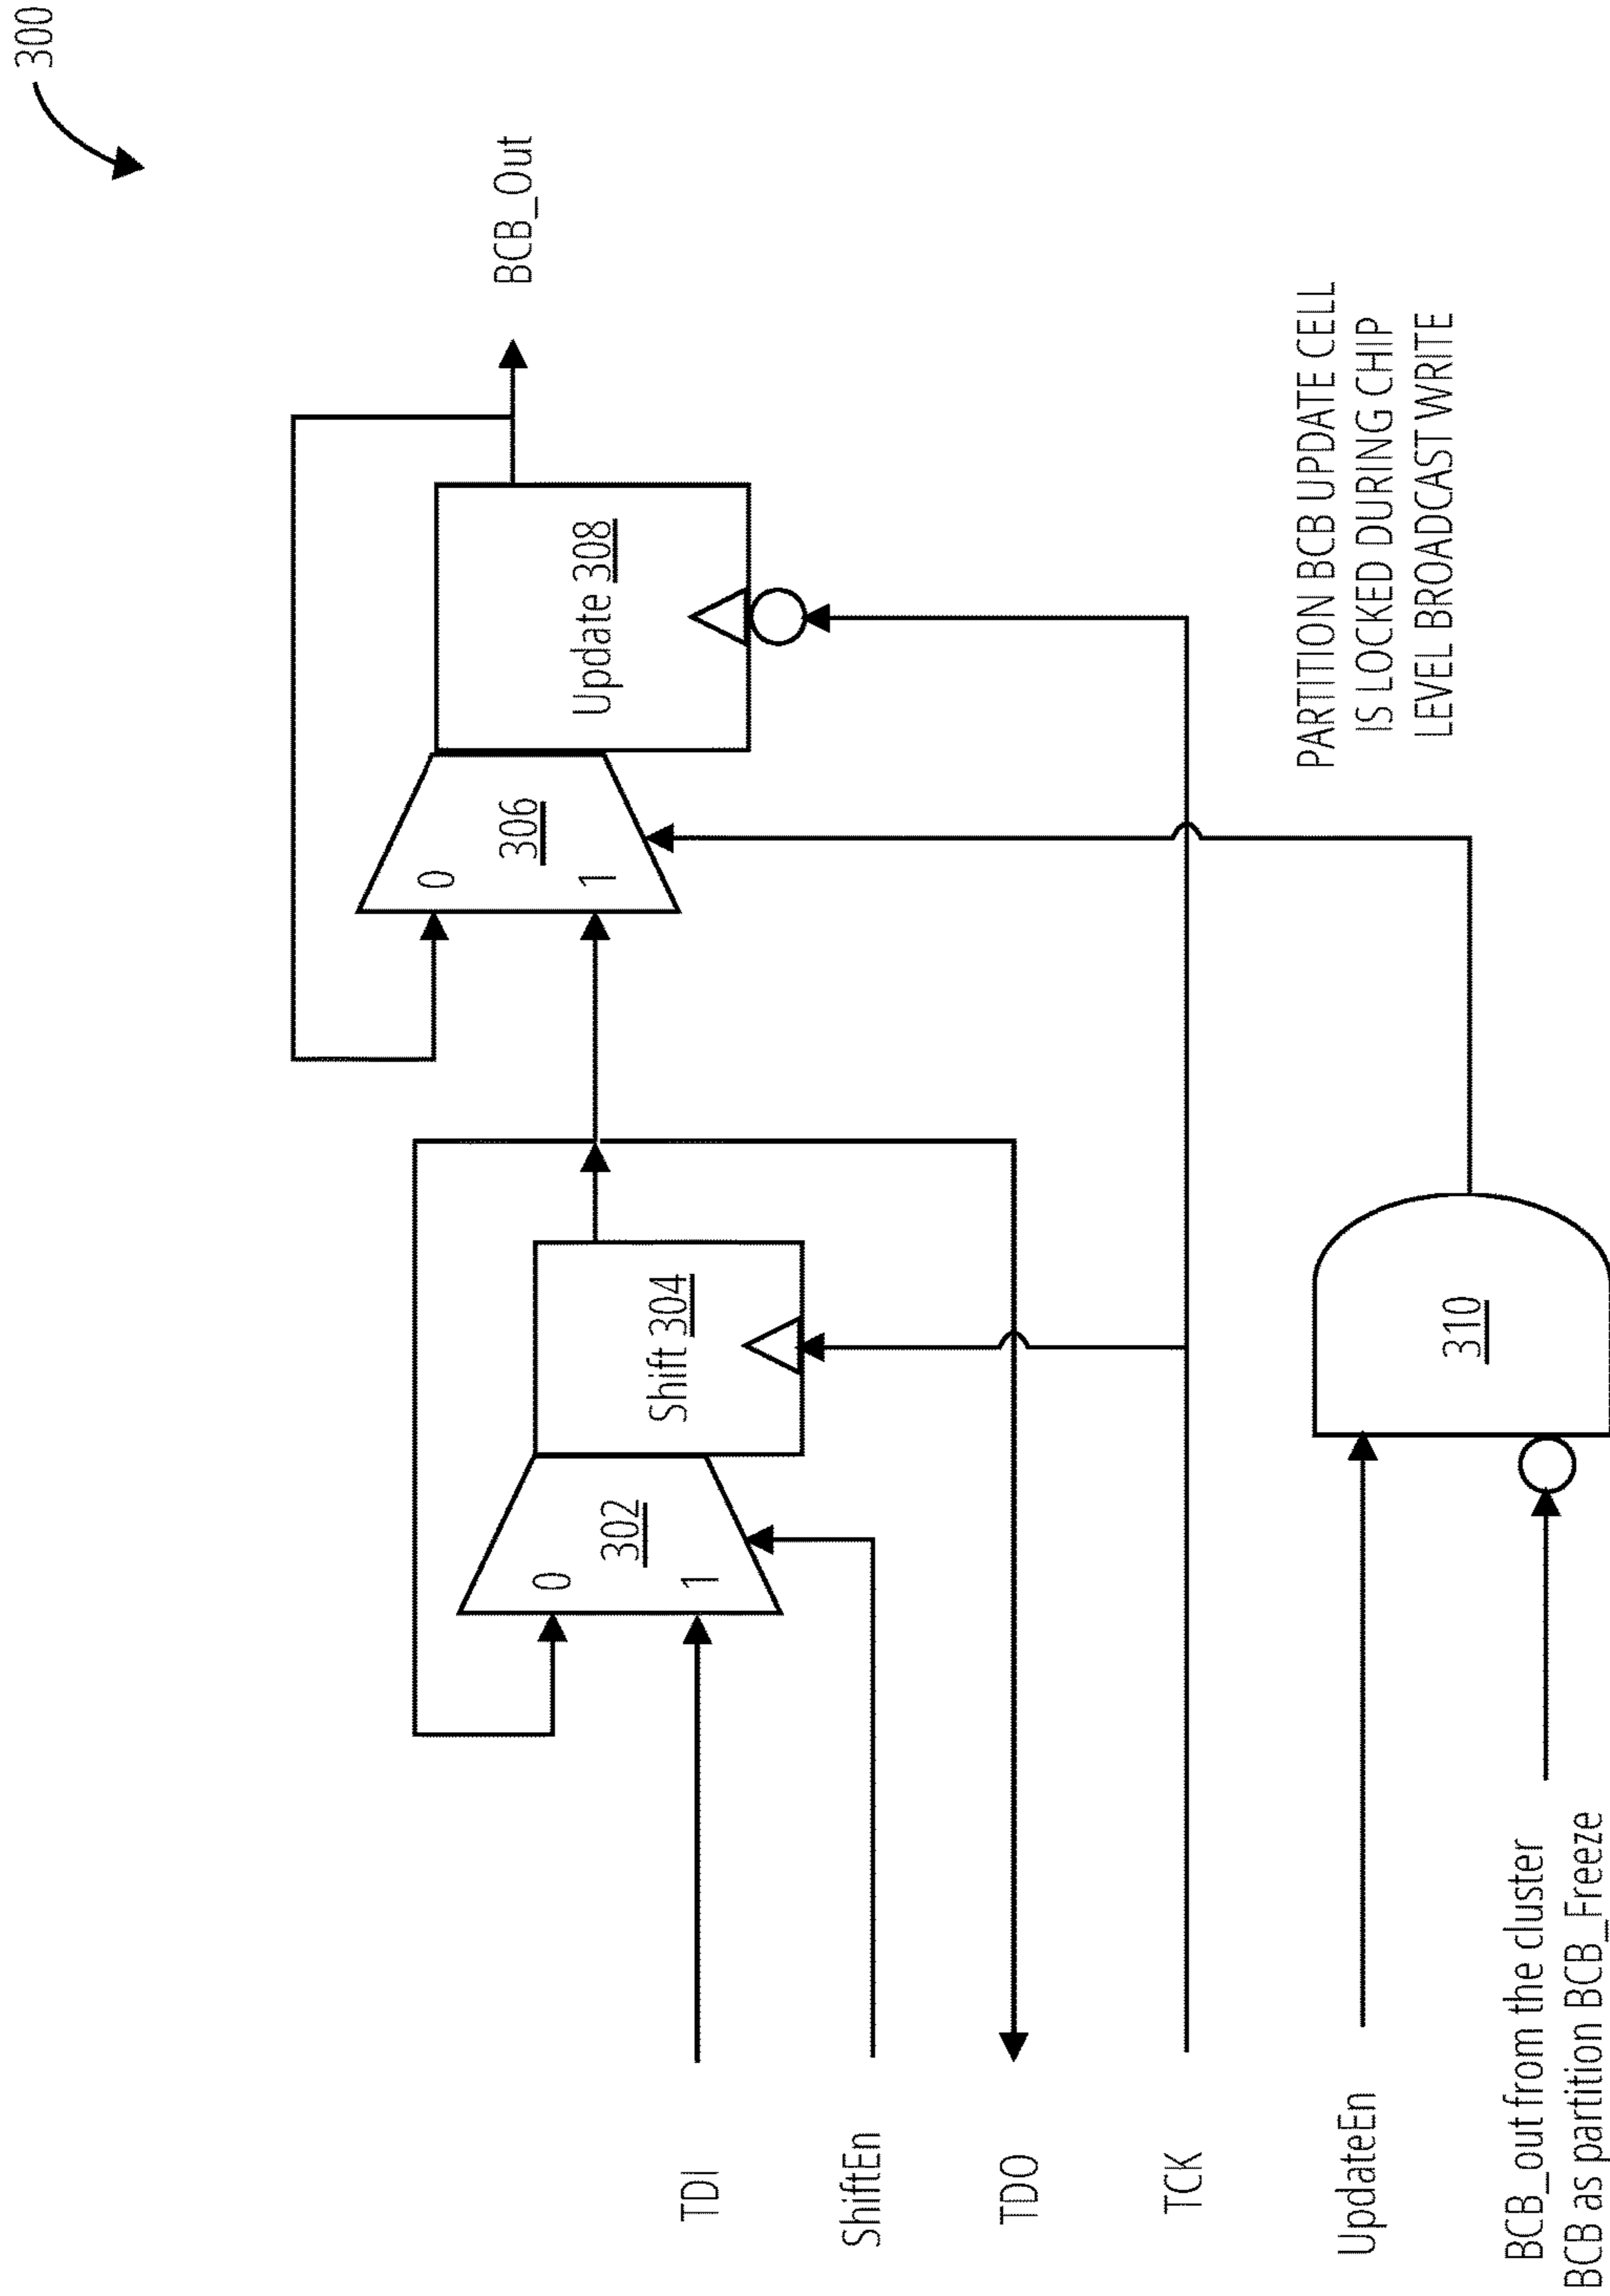 300
BCB_Out
0
306
1
Update 308
0
302
1
Shift 304
TDI
ShiftEn
TDO
TCK
UpdateEn
310
BCB_out from the cluster
BCB as partition BCB_Freeze
PARTITION BCB UPDATE CELL
IS LOCKED DURING CHIP
LEVEL BROADCAST WRITE